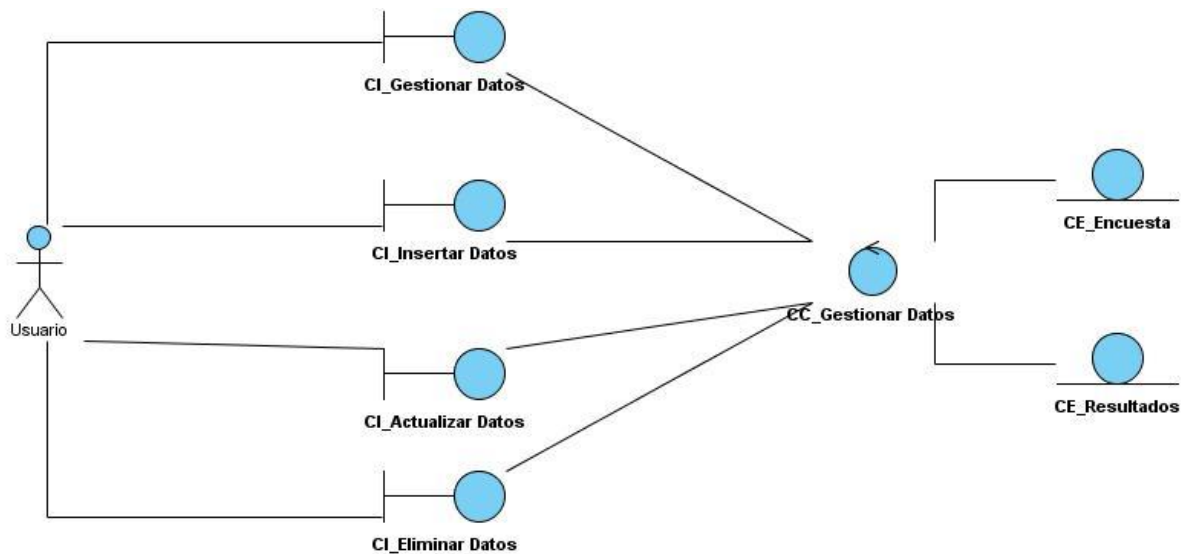 CI_Gestionar Datos
CI_Insertar Datos
Usuario
CI_Actualizar Datos
CI_Eliminar Datos
CC_Gestionar Datos
CE_Encuesta
CE_Resultados